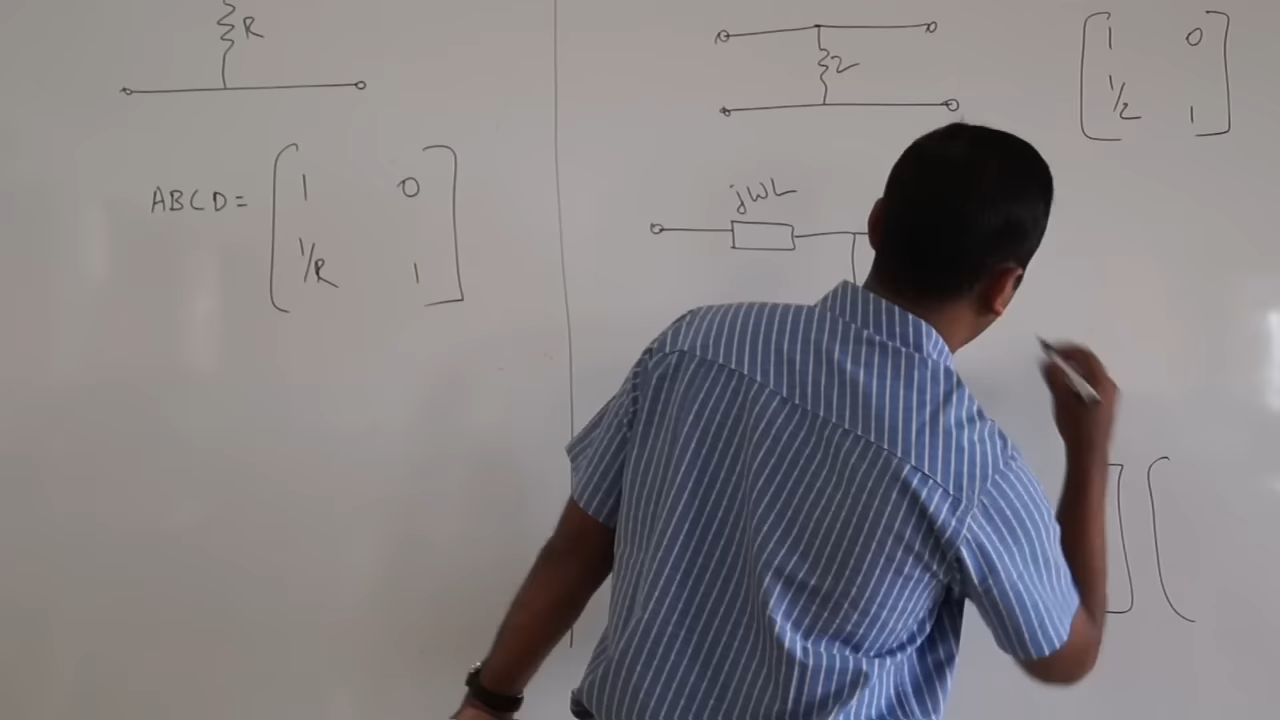 R
ABCD = [ 1 0
1/R 1 ]
Z
[ 1 0
1/Z 1 ]
jWL
] [